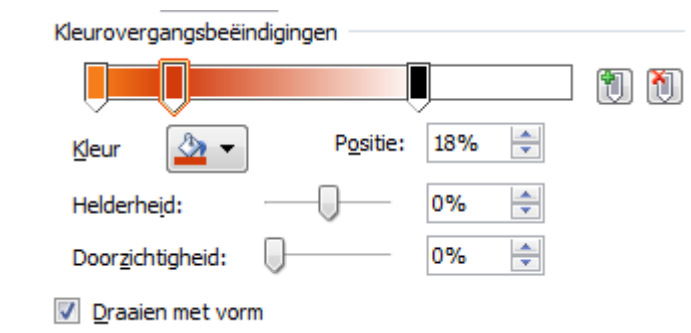 Kleurovergangsbeëindigingen
Kleur Positie: 18%
Helderheid: 0%
Doorzichtigheid: 0%
Draaien met vorm